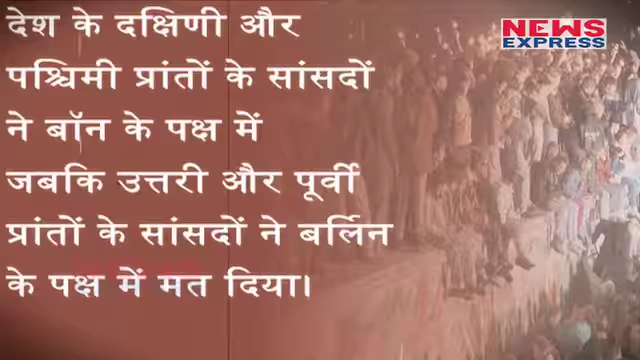 देश के दक्षिणी और
पश्चिमी प्रांतों के सांसदों
ने बॉन के पक्ष में
जबकि उत्तरी और पूर्वी
प्रांतों के सांसदों ने बर्लिन
के पक्ष में मत दिया।
NEWS
EXPRESS